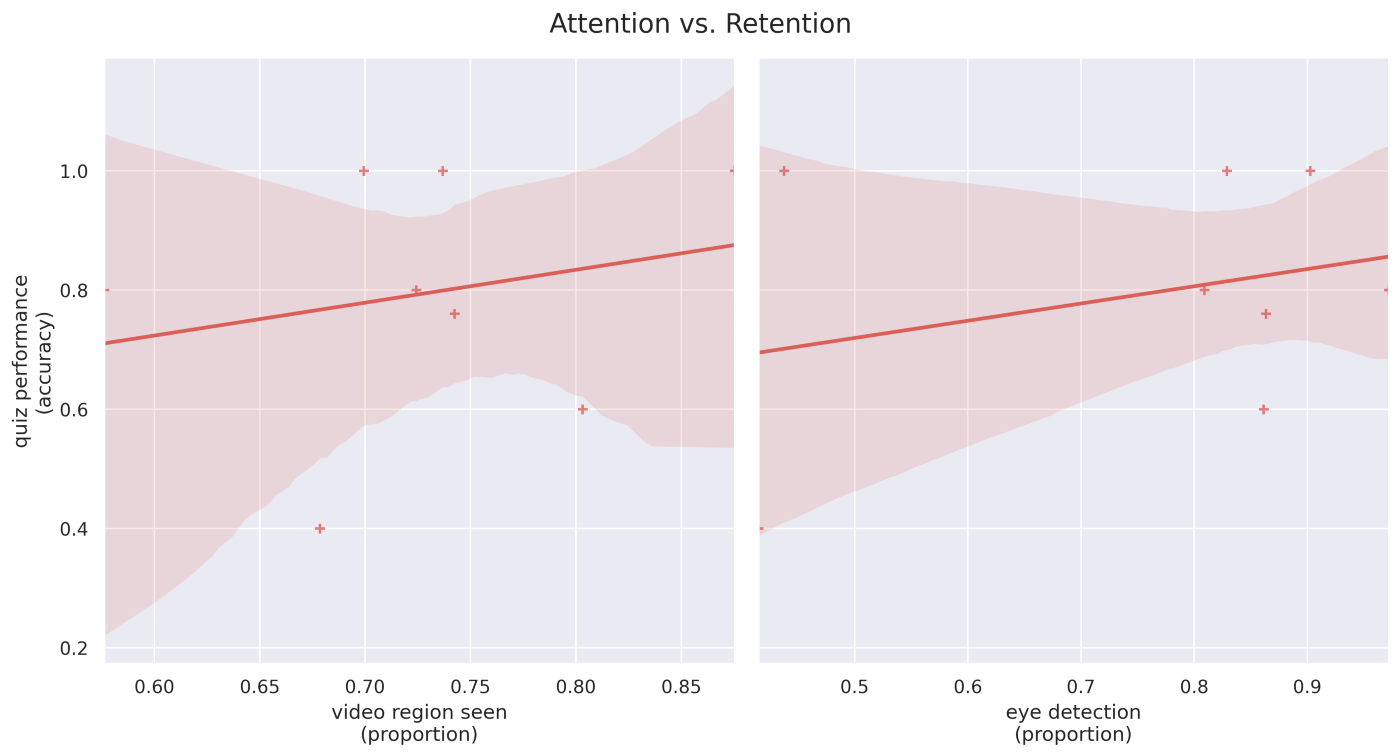 Attention vs. Retention
quiz performance
(accuracy)
1.0
0.8
0.6
0.4
0.2
0.60 0.65 0.70 0.75 0.80 0.85
video region seen
(proportion)
0.5 0.6 0.7 0.8 0.9
eye detection
(proportion)